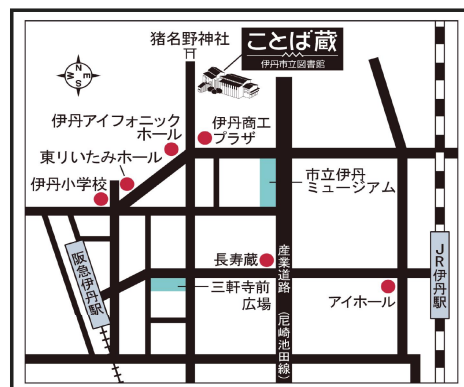 猪名野神社
ことば蔵
伊丹市立図書館
N
E
S
W
伊丹アイフォニック
ホール
伊丹商工
プラザ
東リいたみホール
伊丹小学校
市立伊丹
ミュージアム
阪急伊丹駅
長寿蔵
三軒寺前
広場
産業道路(尼崎池田線)
アイホール
JR伊丹駅